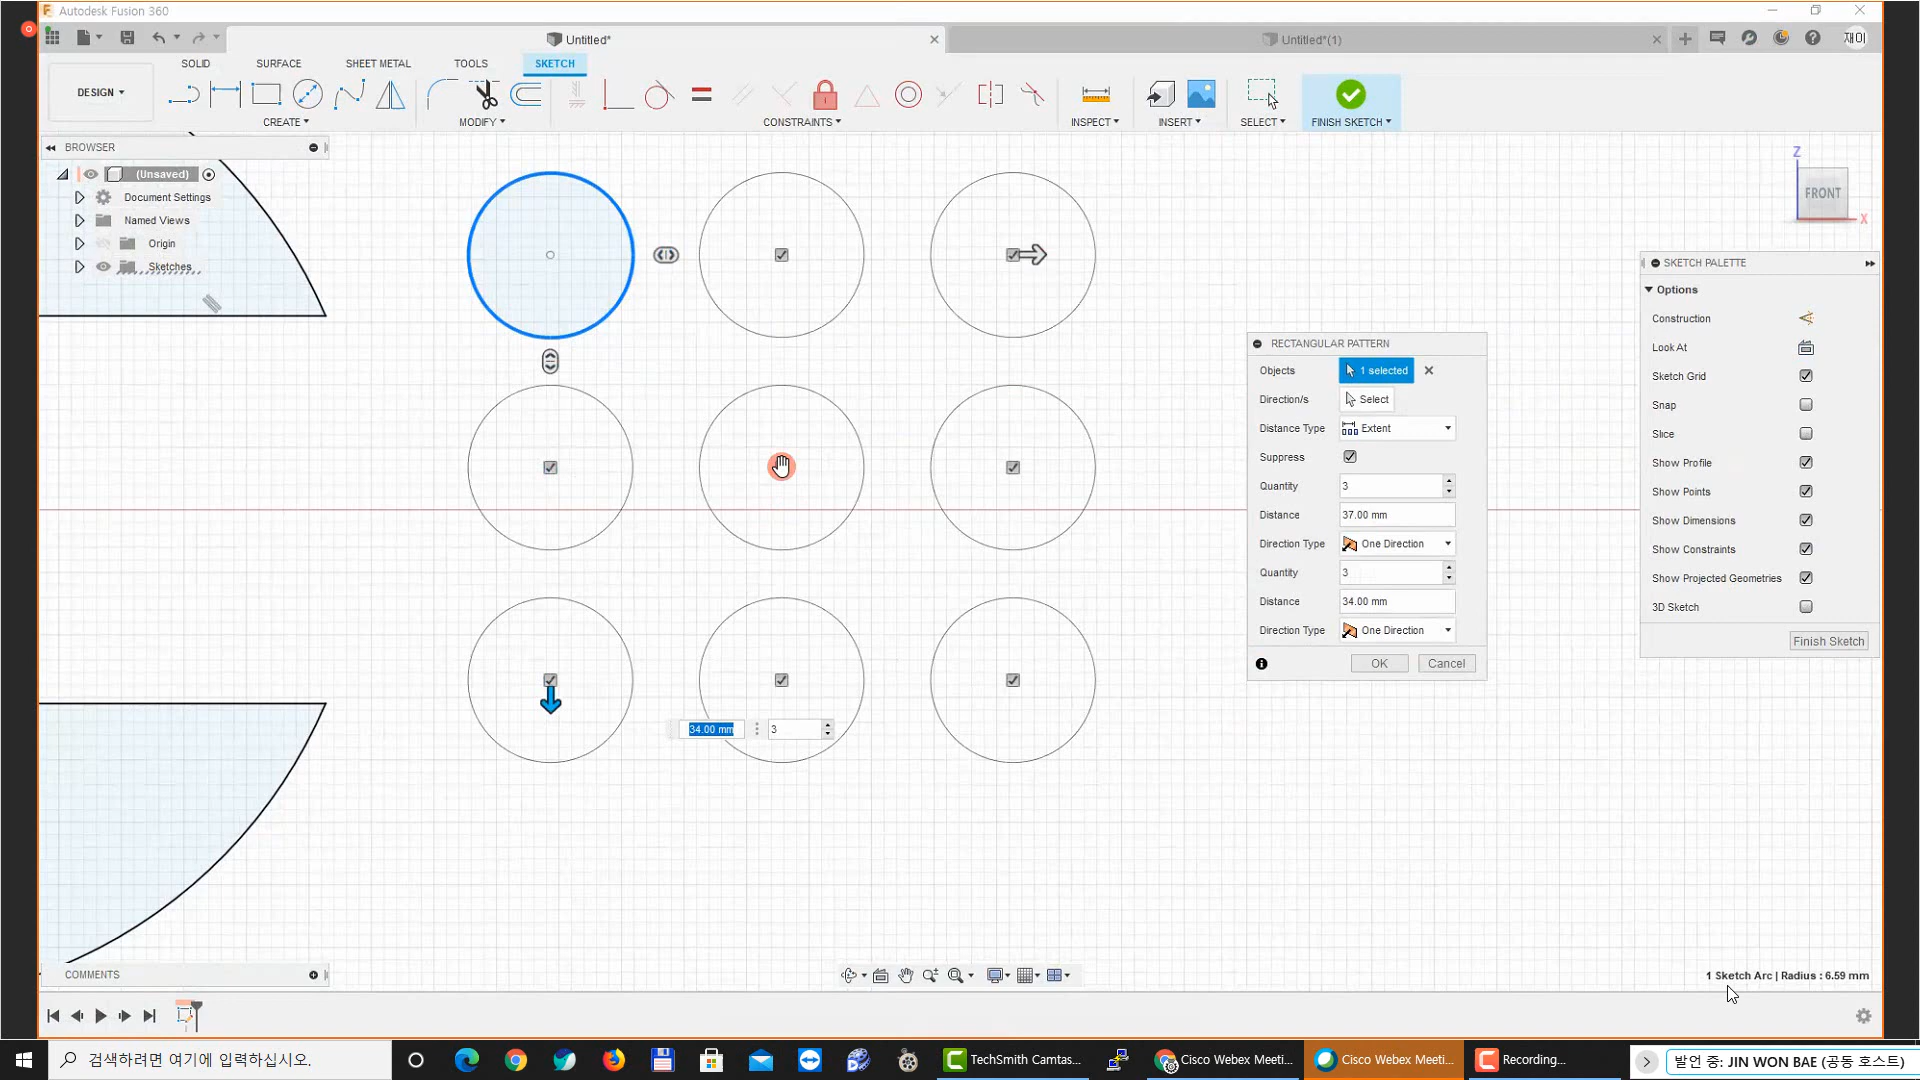 Autodesk Fusion 360
Untitled*
Untitled*(1)
재이
SOLID
SURFACE
SHEET METAL
TOOLS
SKETCH
DESIGN
CREATE
MODIFY
CONSTRAINTS
INSPECT
INSERT
SELECT
FINISH SKETCH
BROWSER
(Unsaved)
Document Settings
Named Views
Origin
Sketches
Z
FRONT
X
SKETCH PALETTE
Options
Construction
Look At
Sketch Grid
Snap
Slice
Show Profile
Show Points
Show Dimensions
Show Constraints
Show Projected Geometries
3D Sketch
Finish Sketch
RECTANGULAR PATTERN
Objects 1 selected
Direction/s Select
Distance Type Extent
Suppress
Quantity 3
Distance 37.00 mm
Direction Type One Direction
Quantity 3
Distance 34.00 mm
Direction Type One Direction
OK Cancel
34.00 mm 3
COMMENTS
1 Sketch Arc | Radius : 6.59 mm
검색하려면 여기에 입력하십시오.
TechSmith Camtas...
Cisco Webex Meeti...
Cisco Webex Meeti...
Recording...
발언 중: JIN WON BAE (공동 호스트)